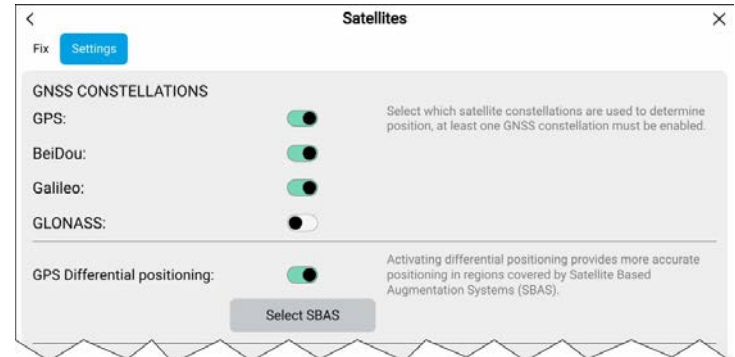 Satellites
Fix Settings
GNSS CONSTELLATIONS
GPS:
Select which satellite constellations are used to determine
position, at least one GNSS constellation must be enabled.
BeiDou:
Galileo:
GLONASS:
GPS Differential positioning:
Activating differential positioning provides more accurate
positioning in regions covered by Satellite Based
Augmentation Systems (SBAS).
Select SBAS